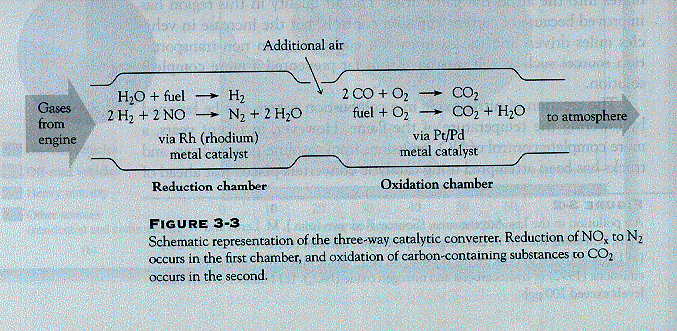 Additional air
Gases
from
engine
H₂O + fuel → H₂
2 H₂ + 2 NO → N₂ + 2 H₂O
via Rh (rhodium)
metal catalyst
2 CO + O₂ → CO₂
fuel + O₂ → CO₂ + H₂O
via Pt/Pd
metal catalyst
to atmosphere
Reduction chamber
Oxidation chamber
FIGURE 3-3
Schematic representation of the three-way catalytic converter. Reduction of NOₓ to N₂
occurs in the first chamber, and oxidation of carbon-containing substances to CO₂
occurs in the second.